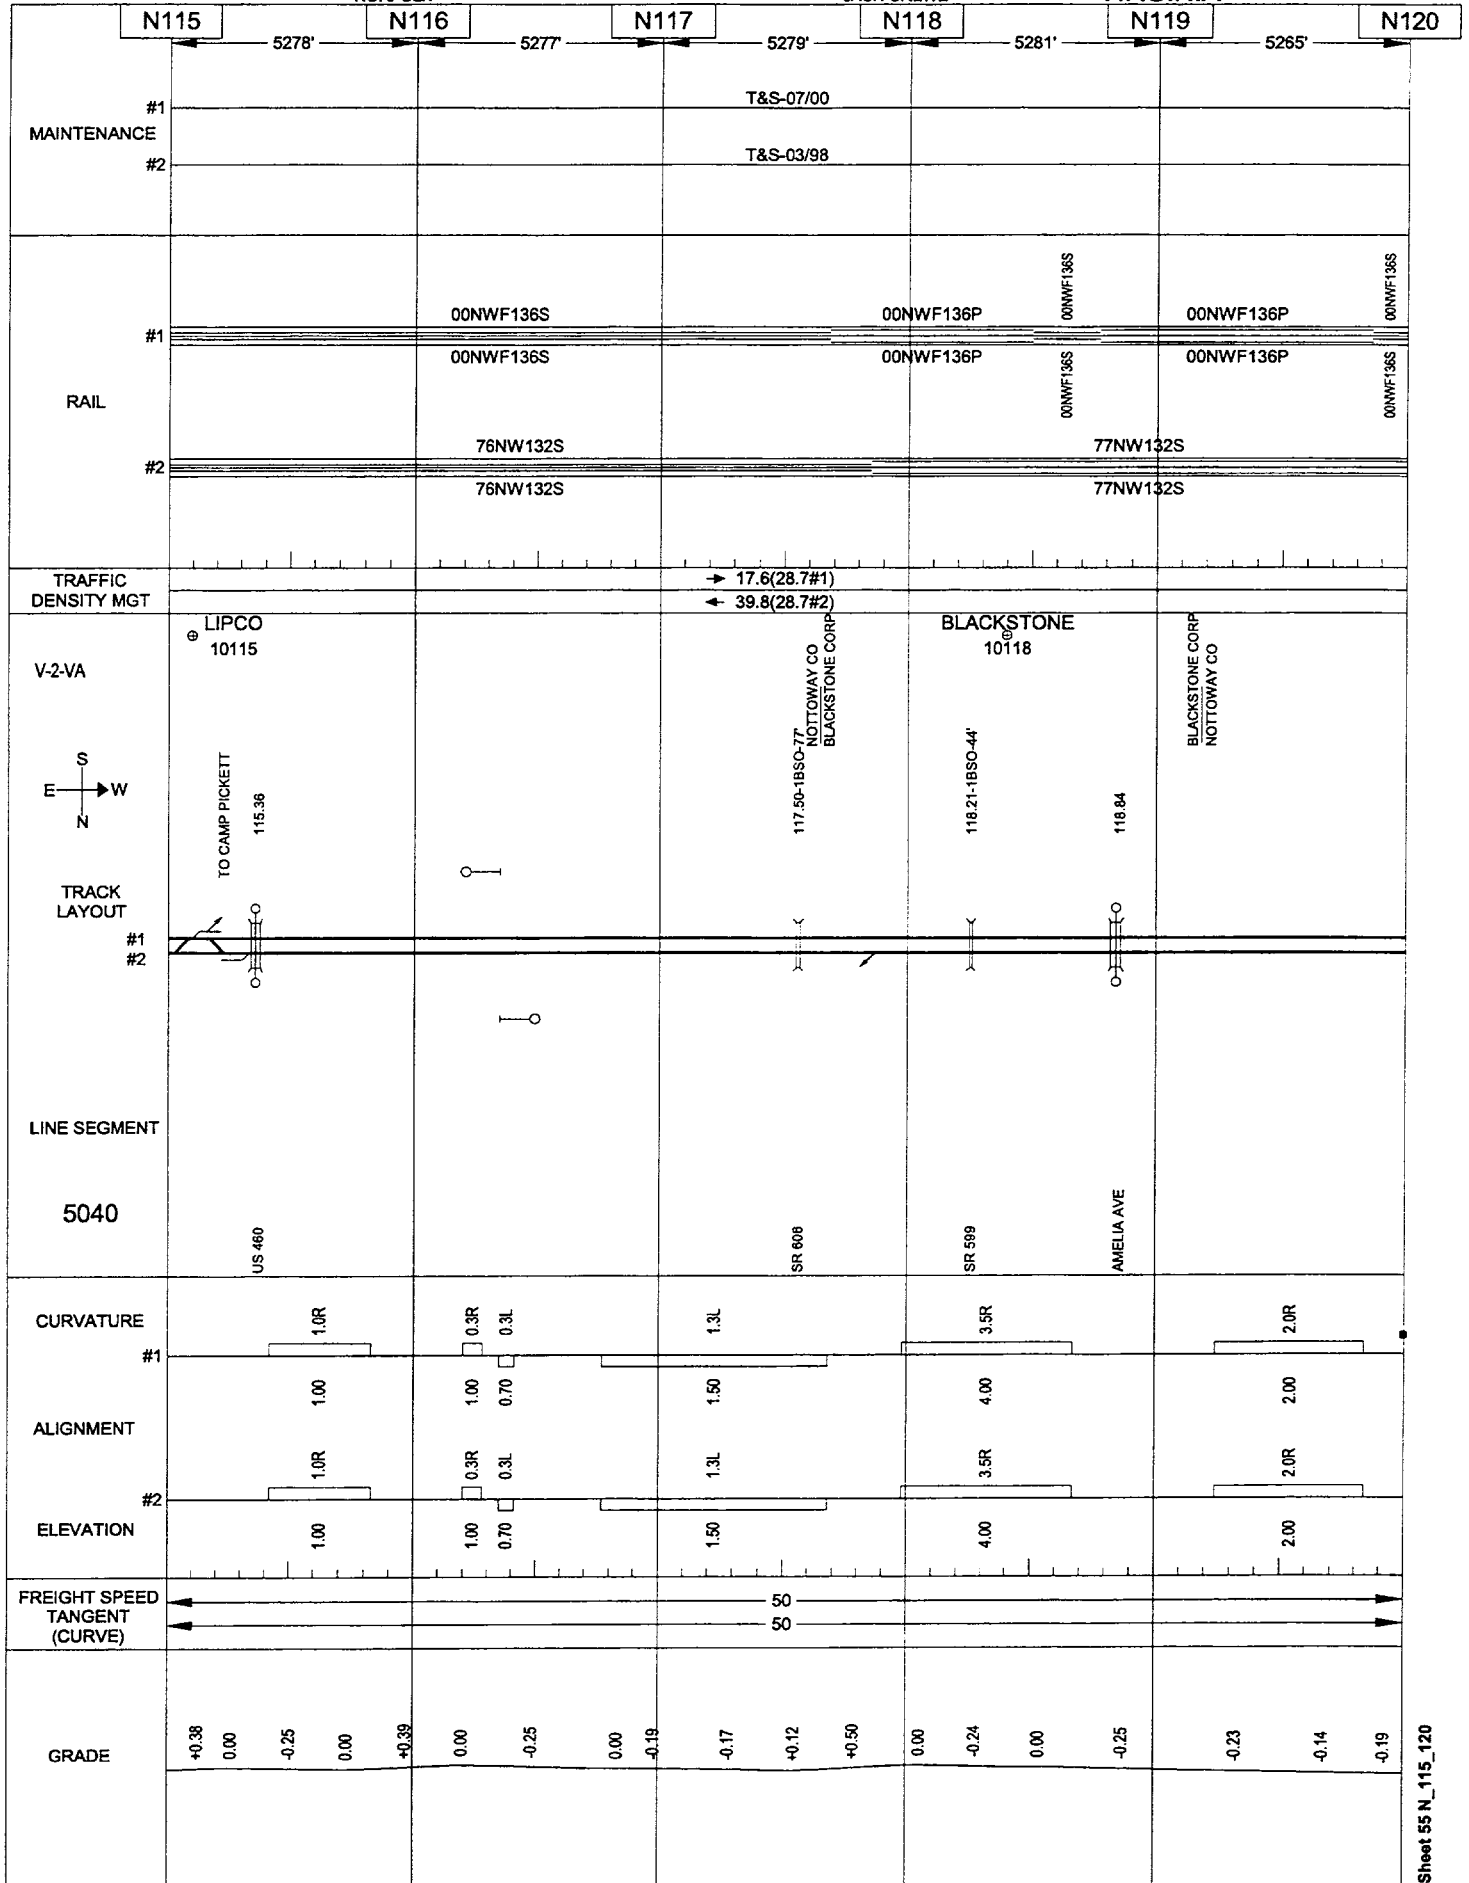 N115 N116 N117 N118 N119 N120
5278' 5277' 5279' 5281' 5265'
MAINTENANCE
#1
T&S-07/00
#2
T&S-03/98
RAIL
#1
00NWF136S 00NWF136P 00NWF136S 00NWF136P 00NWF136S
00NWF136S 00NWF136P 00NWF136S 00NWF136P 00NWF136S
#2
76NW132S 77NW132S
76NW132S 77NW132S
TRAFFIC
DENSITY MGT
17.6(28.7#1)
39.8(28.7#2)
LIPCO
10115
BLACKSTONE
10118
V-2-VA
NOTTOWAY CO
BLACKSTONE CORP
BLACKSTONE CORP
NOTTOWAY CO
S
E W
N
TO CAMP PICKETT
115.36
117.50-1BSO-77'
118.21-1BSO-44'
118.84
TRACK
LAYOUT
#1
#2
LINE SEGMENT
5040
US 460
SR 608
SR 599
AMELIA AVE
CURVATURE
#1
1.0R 0.3R 0.3L 1.3L 3.5R 2.0R
1.00 1.00 0.70 1.50 4.00 2.00
ALIGNMENT
#2
1.0R 0.3R 0.3L 1.3L 3.5R 2.0R
ELEVATION
1.00 1.00 0.70 1.50 4.00 2.00
FREIGHT SPEED
TANGENT
(CURVE)
50
50
GRADE
+0.38 0.00 -0.25 0.00 +0.39 0.00 -0.25 0.00 -0.19 -0.17 +0.12 +0.50 0.00 -0.24 0.00 -0.25 -0.23 -0.14 -0.19
Sheet 55 N_115_120